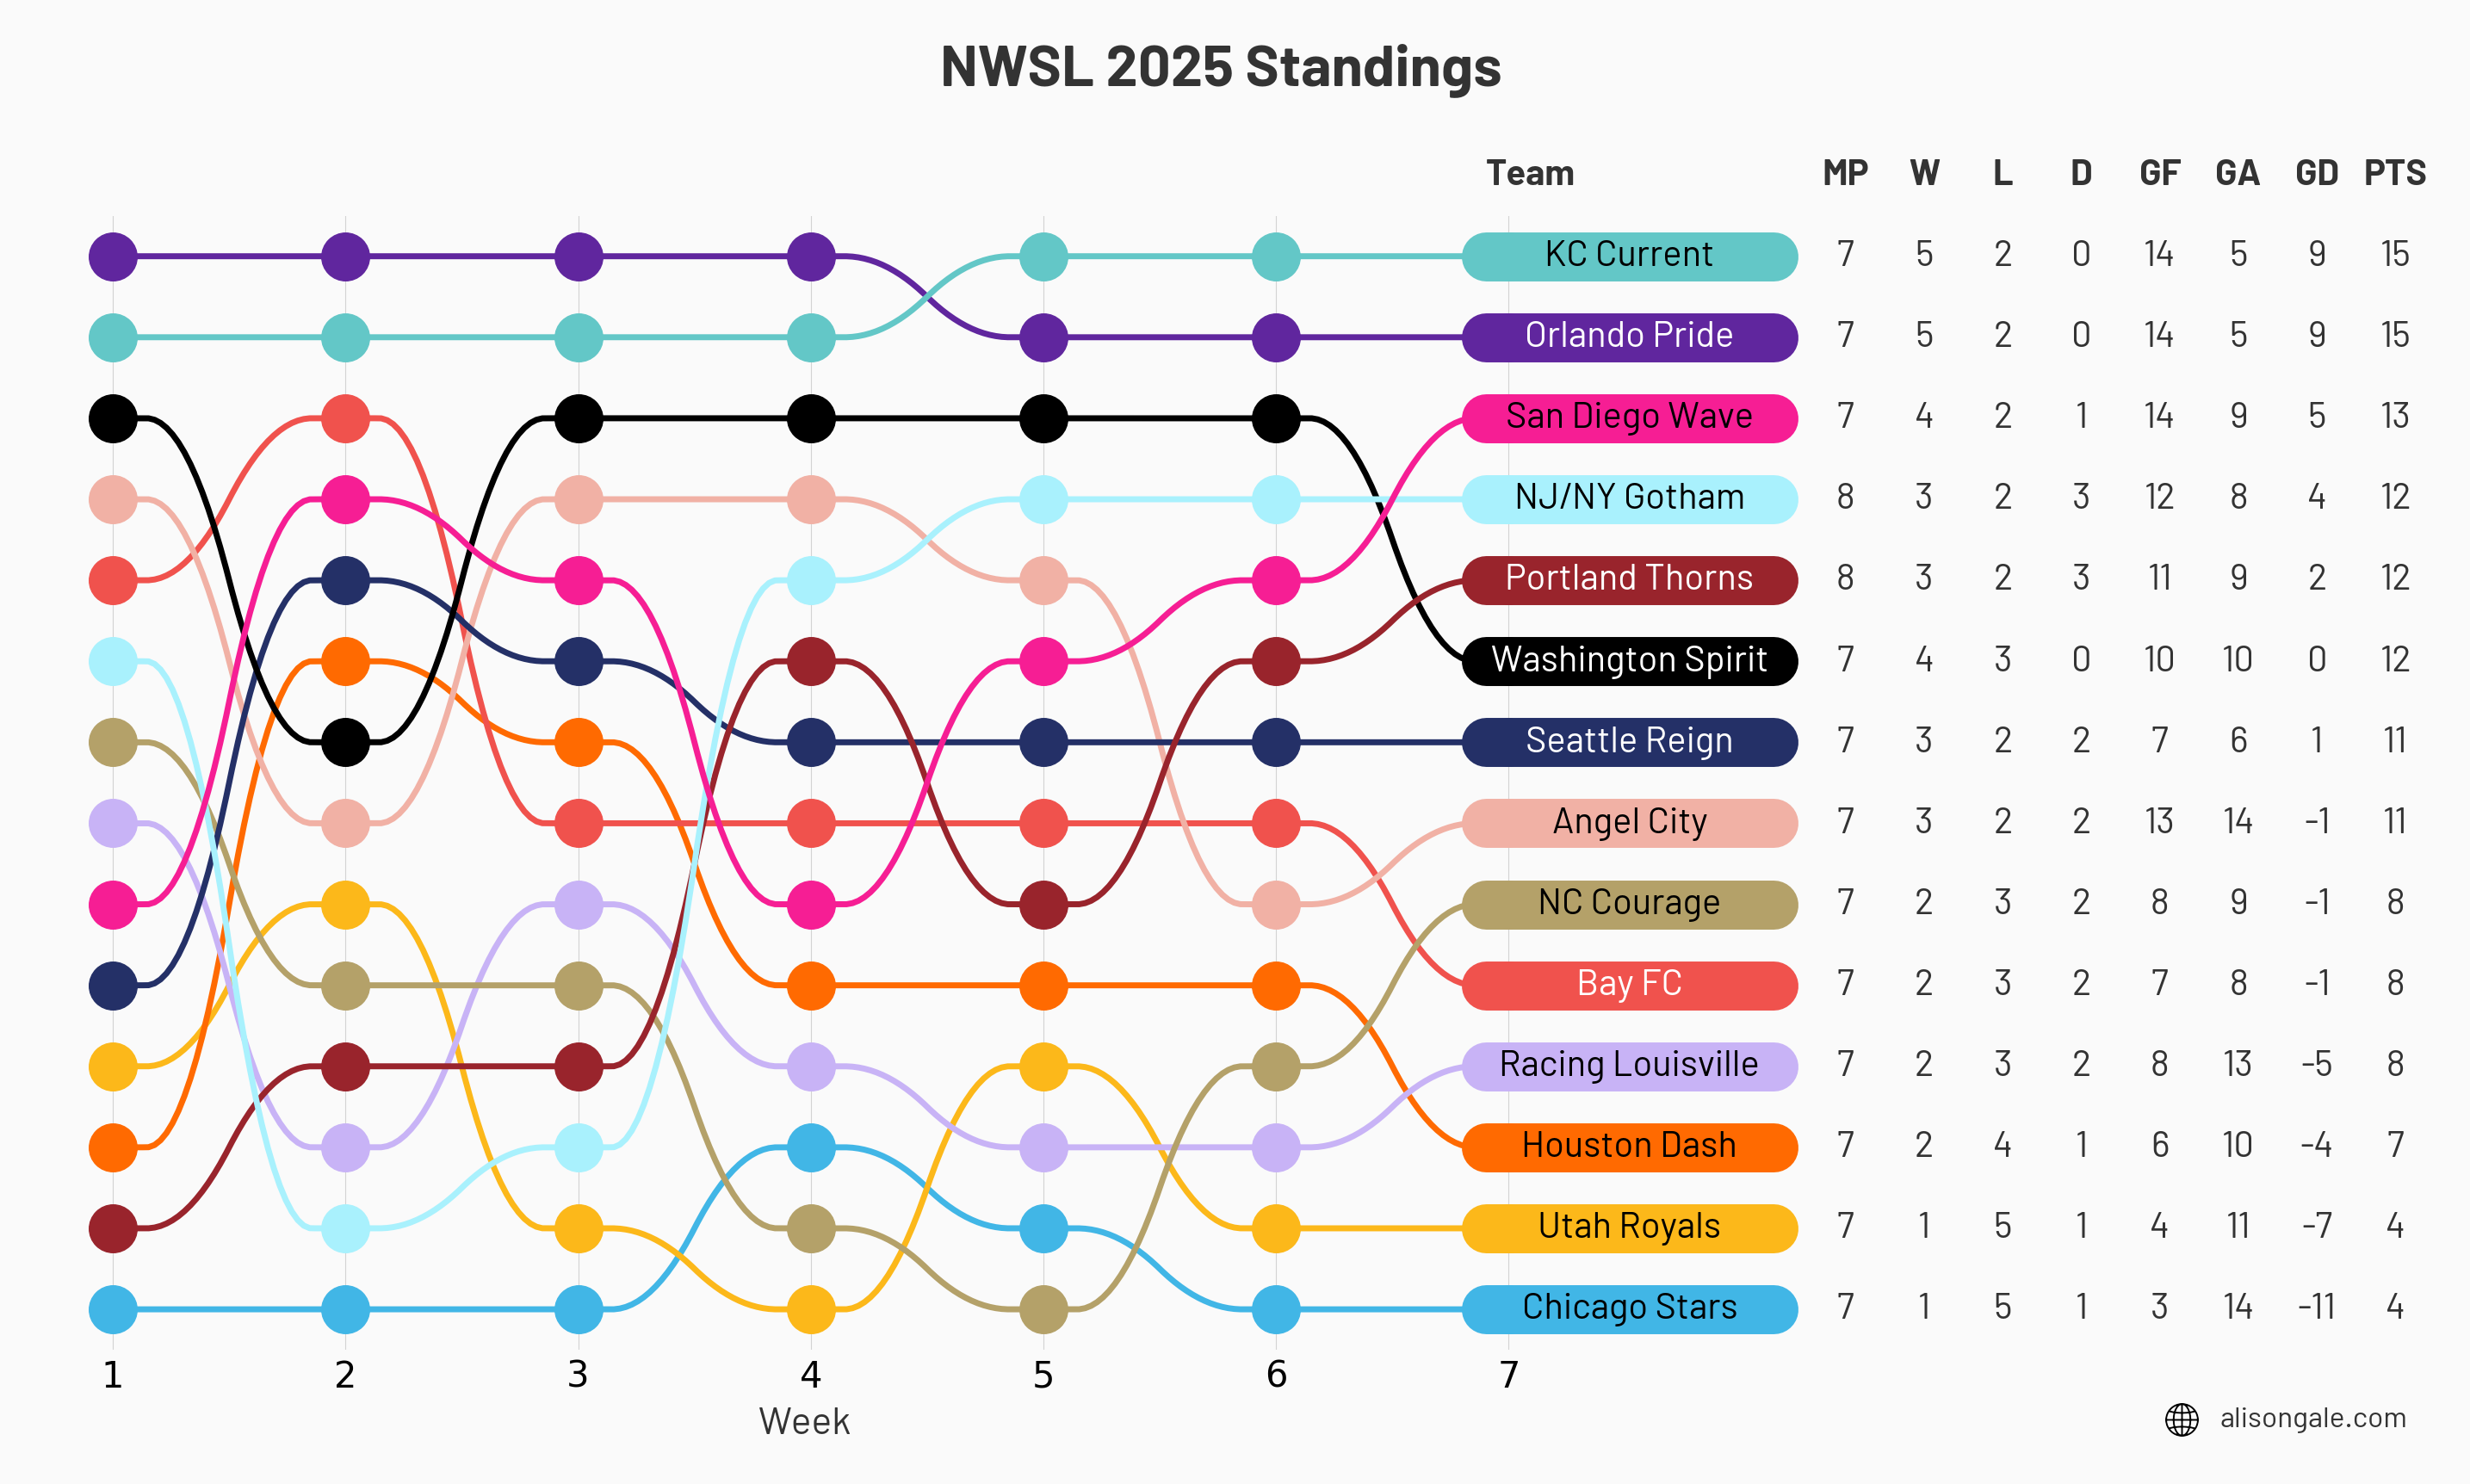 NWSL 2025 Standings
Team MP W L D GF GA GD PTS
KC Current 7 5 2 0 14 5 9 15
Orlando Pride 7 5 2 0 14 5 9 15
San Diego Wave 7 4 2 1 14 9 5 13
NJ/NY Gotham 8 3 2 3 12 8 4 12
Portland Thorns 8 3 2 3 11 9 2 12
Washington Spirit 7 4 3 0 10 10 0 12
Seattle Reign 7 3 2 2 7 6 1 11
Angel City 7 3 2 2 13 14 -1 11
NC Courage 7 2 3 2 8 9 -1 8
Bay FC 7 2 3 2 7 8 -1 8
Racing Louisville 7 2 3 2 8 13 -5 8
Houston Dash 7 2 4 1 6 10 -4 7
Utah Royals 7 1 5 1 4 11 -7 4
Chicago Stars 7 1 5 1 3 14 -11 4
1 2 3 4 5 6 7
Week
alisongale.com